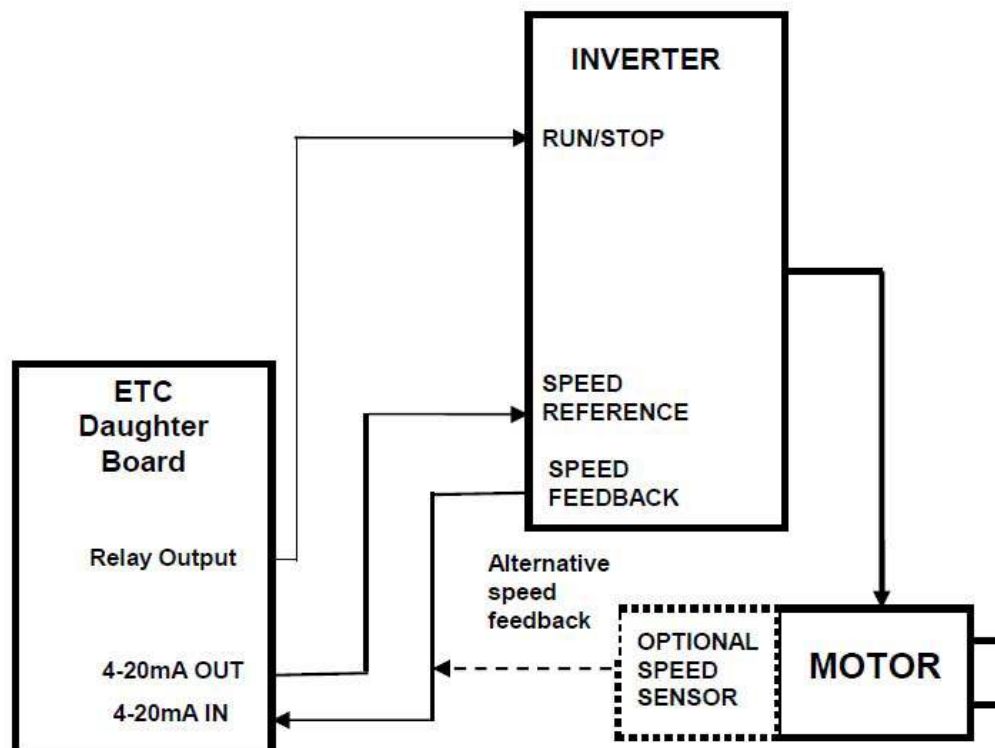 INVERTER
RUN/STOP
SPEED
REFERENCE
SPEED
FEEDBACK
ETC
Daughter
Board
Relay Output
4-20mA OUT
4-20mA IN
Alternative
speed
feedback
OPTIONAL
SPEED
SENSOR
MOTOR